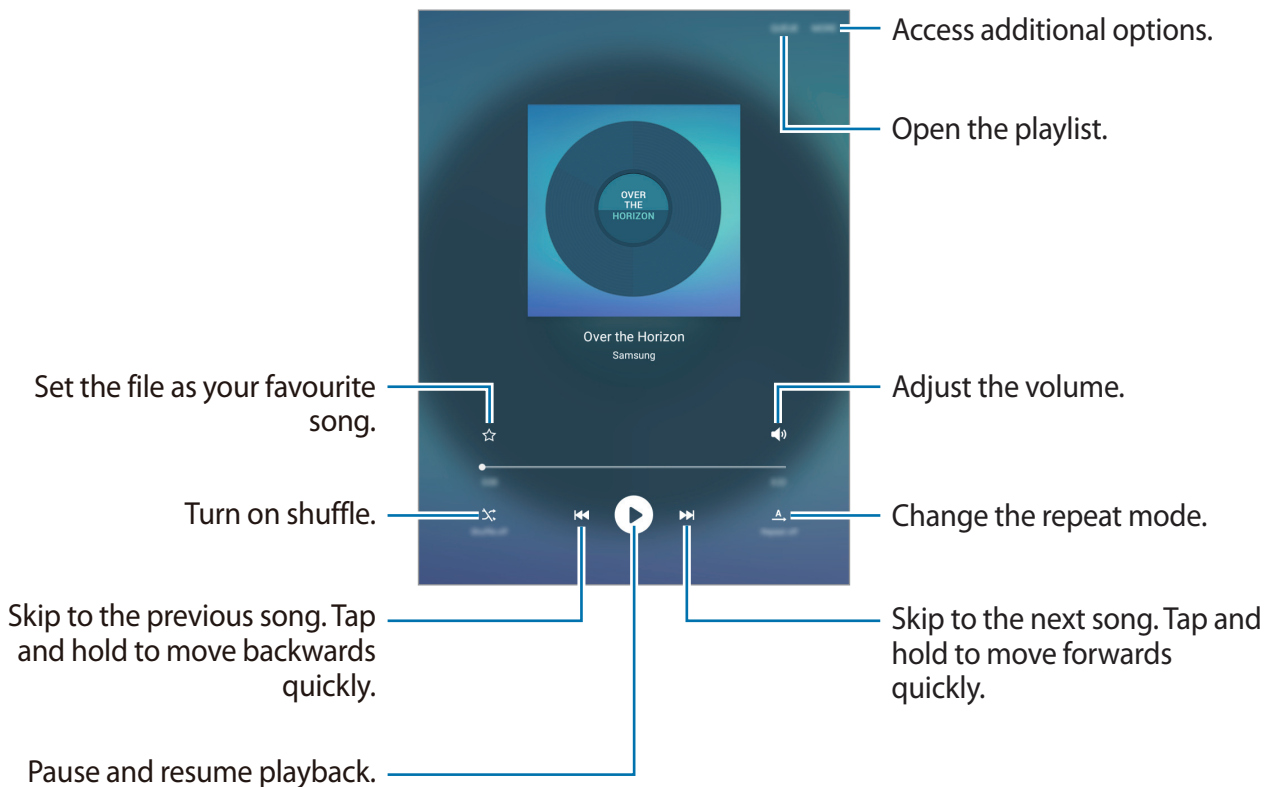 Access additional options.
Open the playlist.
OVER
THE
HORIZON
Over the Horizon
Samsung
Set the file as your favourite
song.
Adjust the volume.
Turn on shuffle.
A
Change the repeat mode.
Skip to the previous song. Tap
and hold to move backwards
quickly.
Skip to the next song. Tap and
hold to move forwards
quickly.
Pause and resume playback.